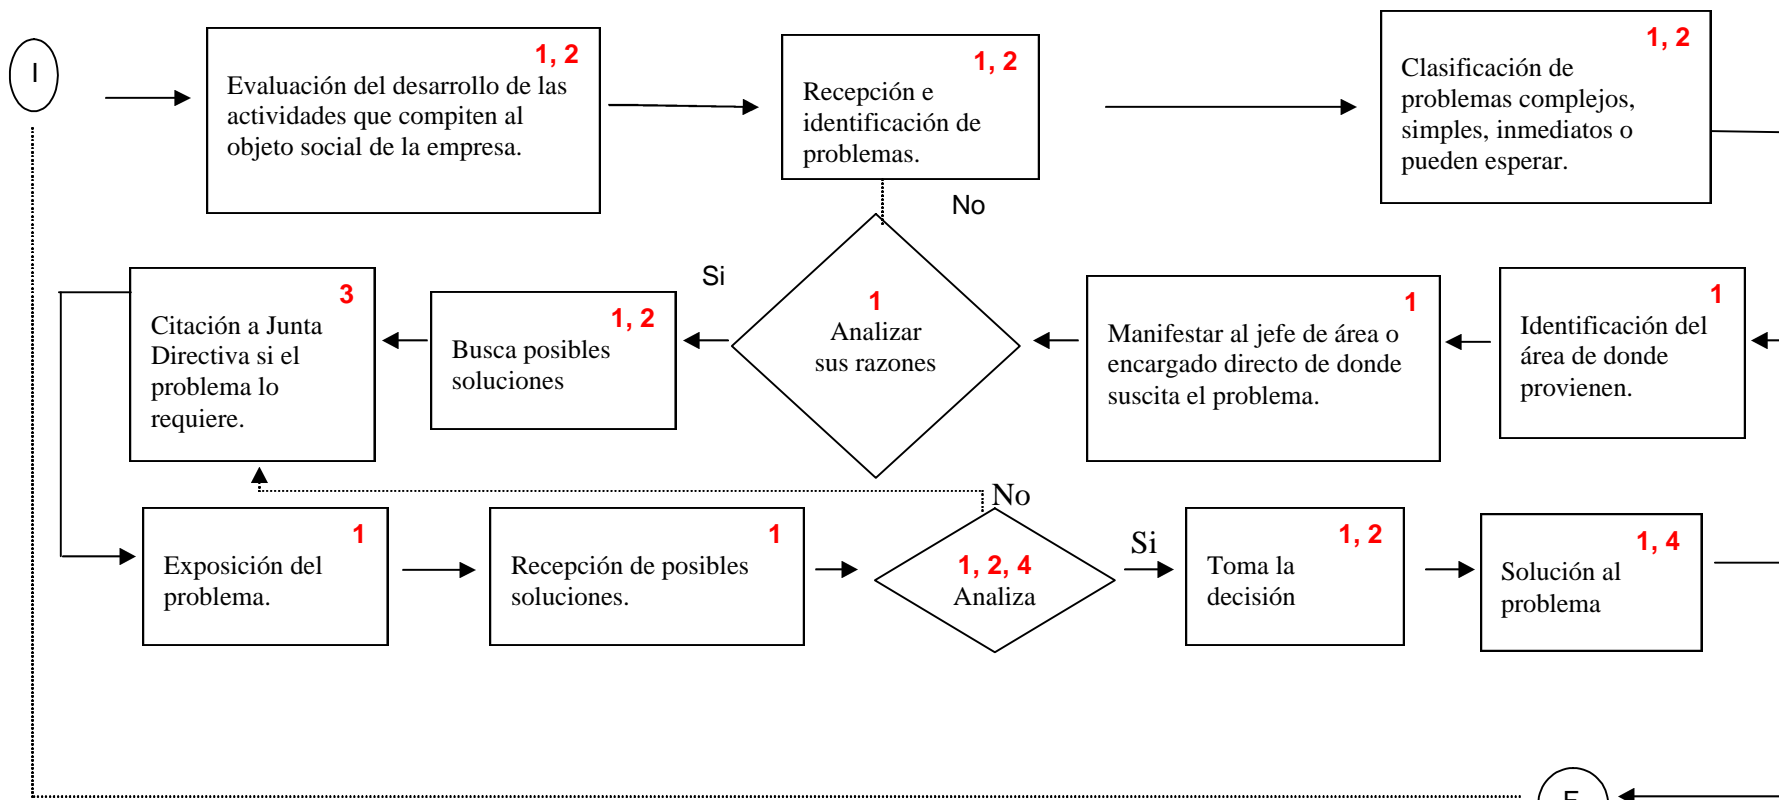 I
1, 2
Evaluación del desarrollo de las
actividades que compiten al
objeto social de la empresa.
1, 2
Recepción e
identificación de
problemas.
1, 2
Clasificación de
problemas complejos,
simples, inmediatos o
pueden esperar.
No
Si
3
Citación a Junta
Directiva si el
problema lo
requiere.
1, 2
Busca posibles
soluciones
1
Analizar
sus razones
1
Manifestar al jefe de área o
encargado directo de donde
suscita el problema.
1
Identificación del
área de donde
provienen.
No
1
Exposición del
problema.
1
Recepción de posibles
soluciones.
1, 2, 4
Analiza
Si
1, 2
Toma la
decisión
1, 4
Solución al
problema